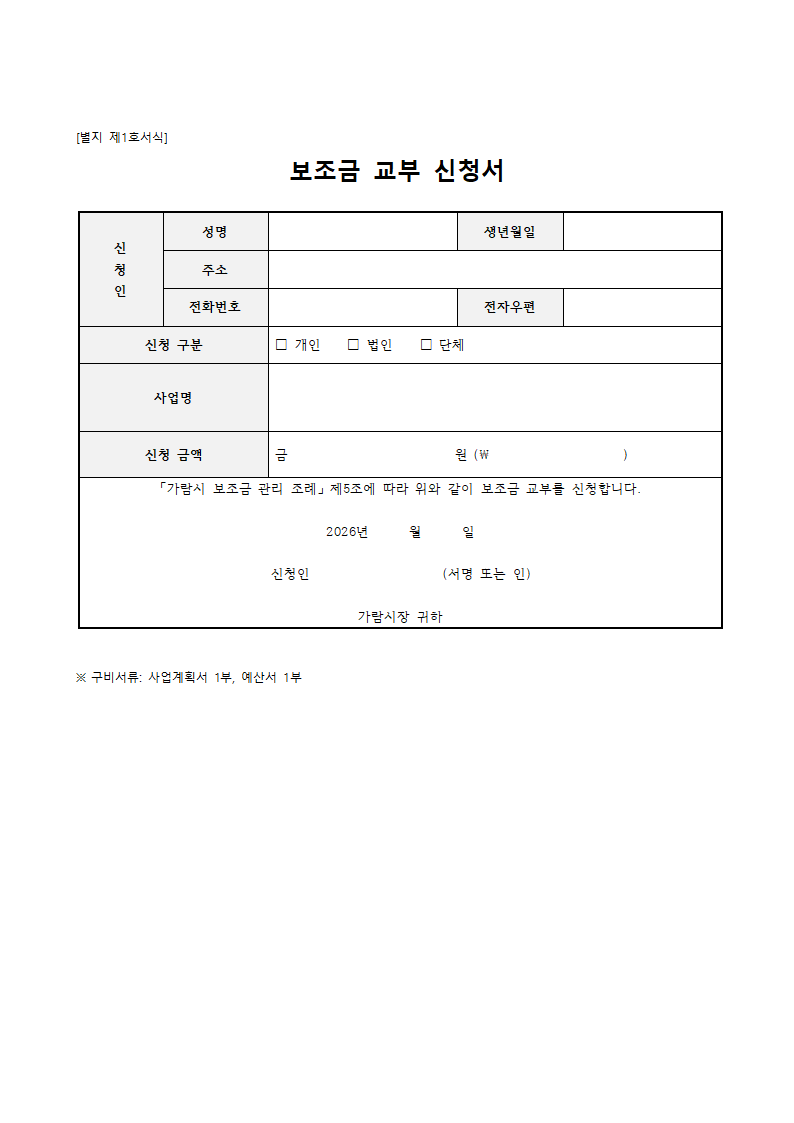 [별지 제1호서식]
보조금 교부 신청서
신
청
인
성명
생년월일
주소
전화번호
전자우편
신청 구분
□ 개인 □ 법인 □ 단체
사업명
신청 금액
금 원 (₩ )
「가람시 보조금 관리 조례」제5조에 따라 위와 같이 보조금 교부를 신청합니다.
2026년 월 일
신청인 (서명 또는 인)
가람시장 귀하
※ 구비서류: 사업계획서 1부, 예산서 1부